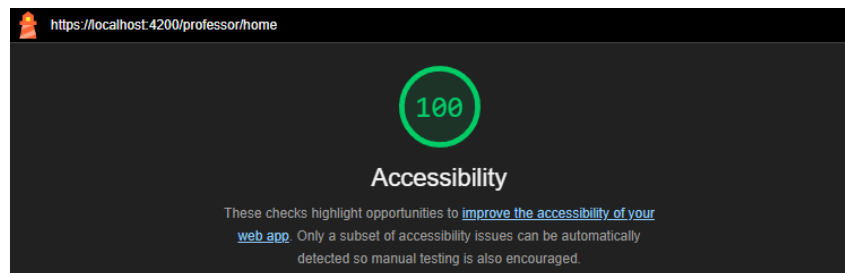 https://localhost:4200/professor/home
100
Accessibility
These checks highlight opportunities to improve the accessibility of your
web app. Only a subset of accessibility issues can be automatically
detected so manual testing is also encouraged.